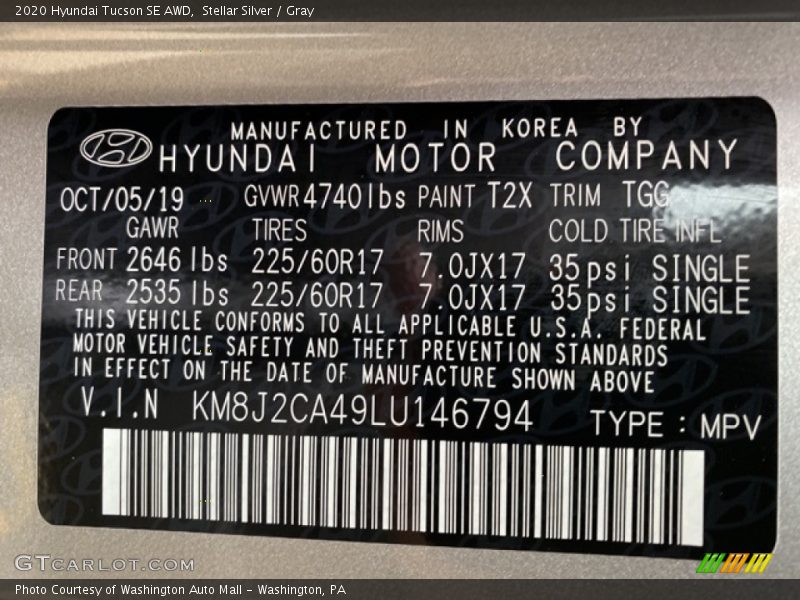 2020 Hyundai Tucson SE AWD,  Stellar Silver / Gray
MANUFACTURED IN KOREA BY
HYUNDAI MOTOR COMPANY
OCT/05/19 GVWR 4740lbs PAINT T2X TRIM TGG
GAWR TIRES RIMS COLD TIRE INFL
FRONT 2646 lbs 225/60R17 7.0JX17 35psi SINGLE
REAR 2535 lbs 225/60R17 7.0JX17 35psi SINGLE
THIS VEHICLE CONFORMS TO ALL APPLICABLE U.S.A. FEDERAL
MOTOR VEHICLE SAFETY AND THEFT PREVENTION STANDARDS
IN EFFECT ON THE DATE OF MANUFACTURE SHOWN ABOVE
V.I.N KM8J2CA49LU146794 TYPE : MPV
GTCARLOT.COM
Photo Courtesy of Washington Auto Mall - Washington, PA